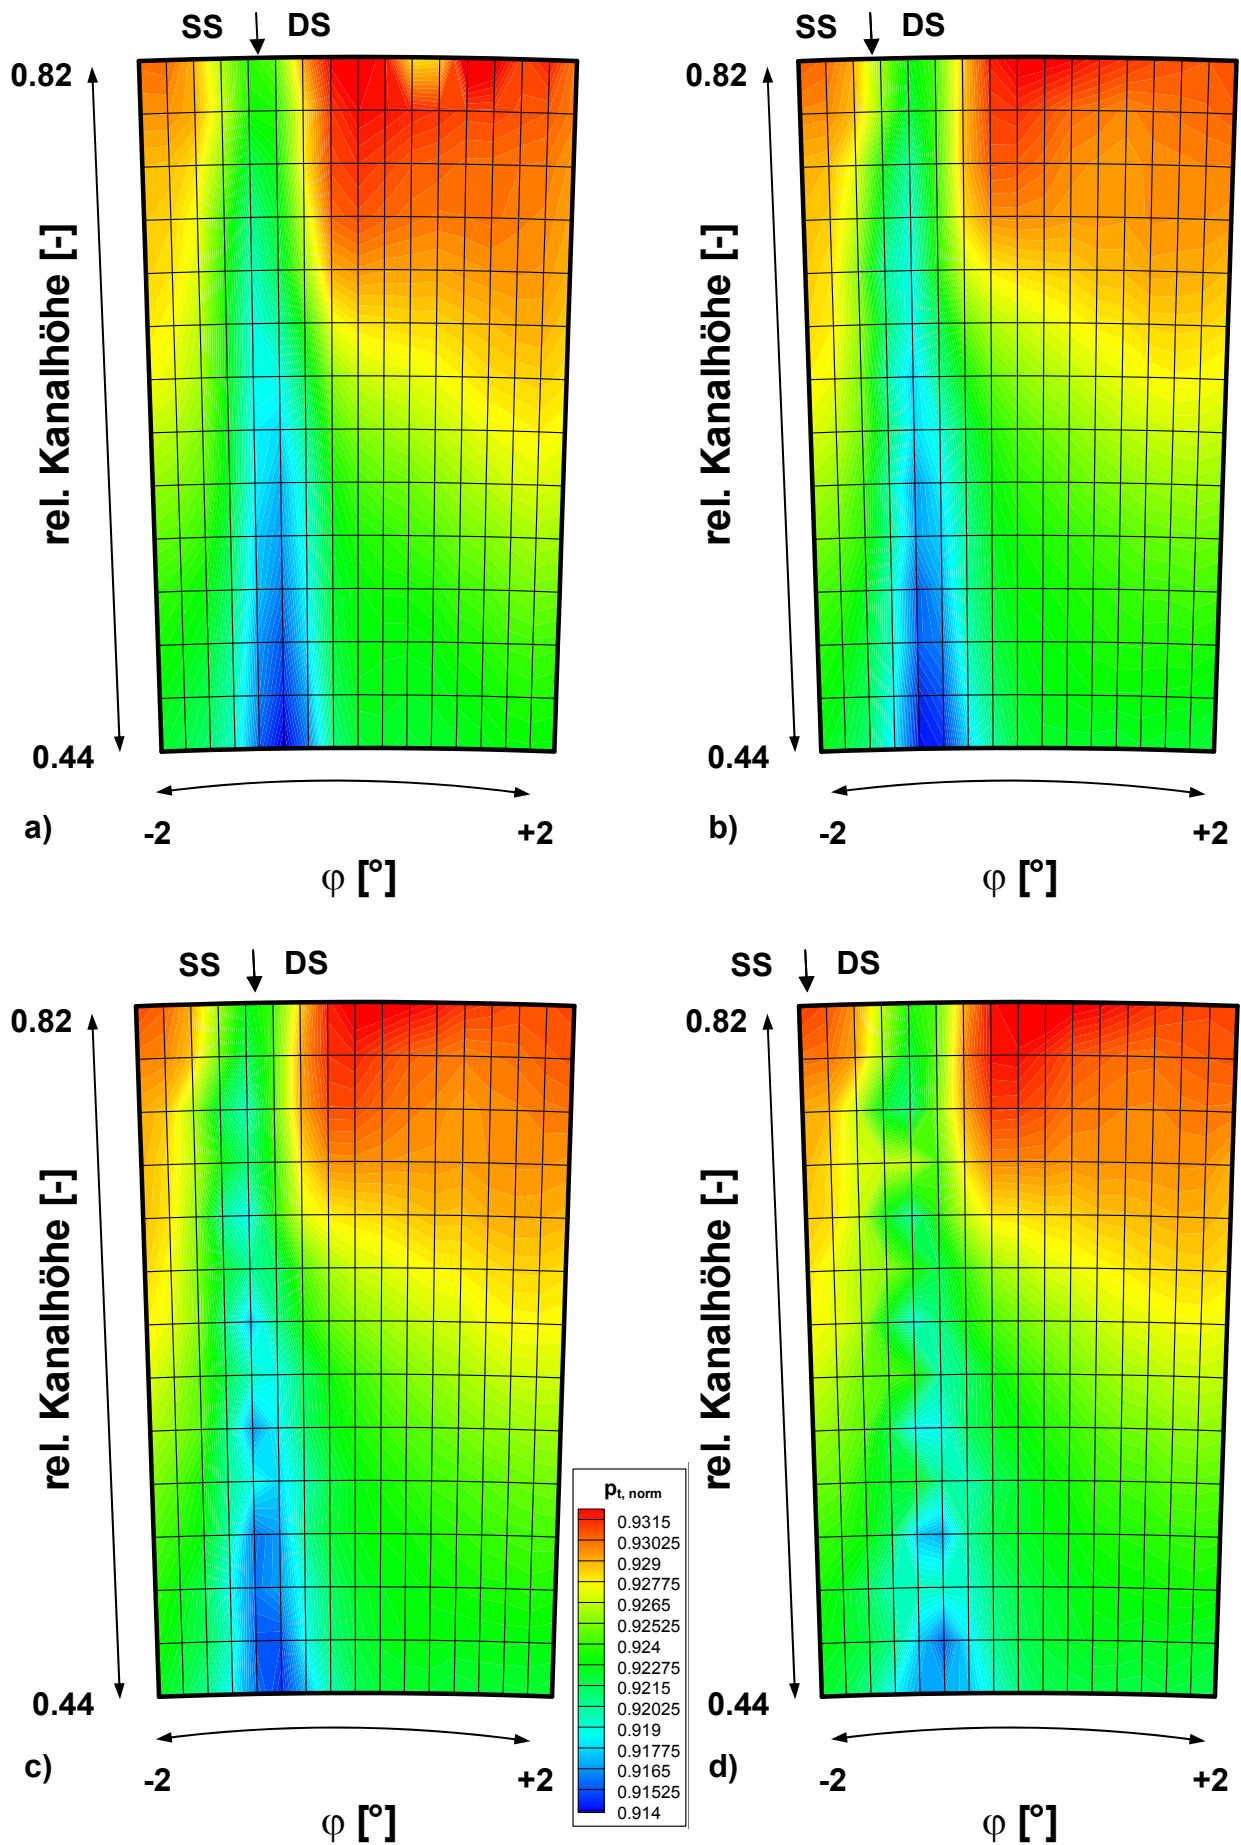 SS DS
0.82
rel. Kanalhöhe [-]
0.44
-2 +2
φ [°]
a)
SS DS
0.82
rel. Kanalhöhe [-]
0.44
-2 +2
φ [°]
b)
SS DS
0.82
rel. Kanalhöhe [-]
0.44
-2 +2
φ [°]
c)
pt, norm
0.9315
0.93025
0.929
0.92775
0.9265
0.92525
0.924
0.92275
0.9215
0.92025
0.919
0.91775
0.9165
0.91525
0.914
SS DS
0.82
rel. Kanalhöhe [-]
0.44
-2 +2
φ [°]
d)